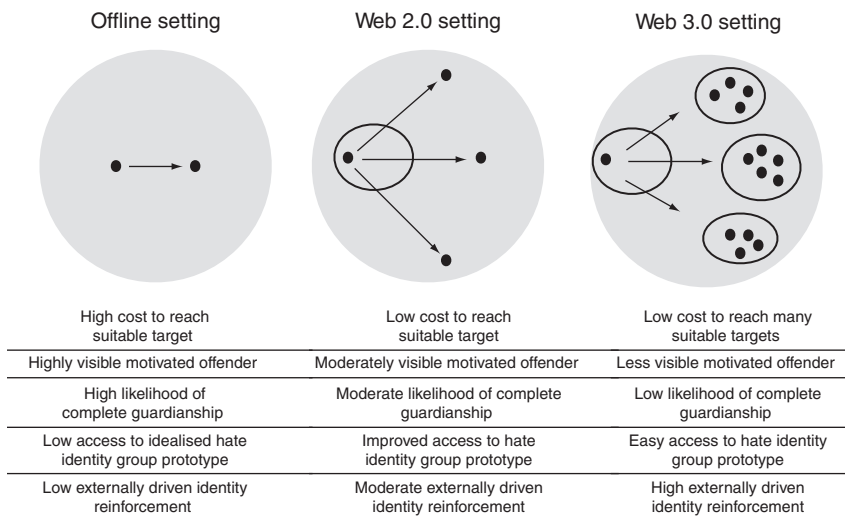 Offline setting
Web 2.0 setting
Web 3.0 setting
High cost to reach
suitable target
Low cost to reach
suitable target
Low cost to reach many
suitable targets
Highly visible motivated offender
Moderately visible motivated offender
Less visible motivated offender
High likelihood of
complete guardianship
Moderate likelihood of complete
guardianship
Low likelihood of complete
guardianship
Low access to idealised hate
identity group prototype
Improved access to hate
identity group prototype
Easy access to hate identity
group prototype
Low externally driven identity
reinforcement
Moderate externally driven
identity reinforcement
High externally driven
identity reinforcement